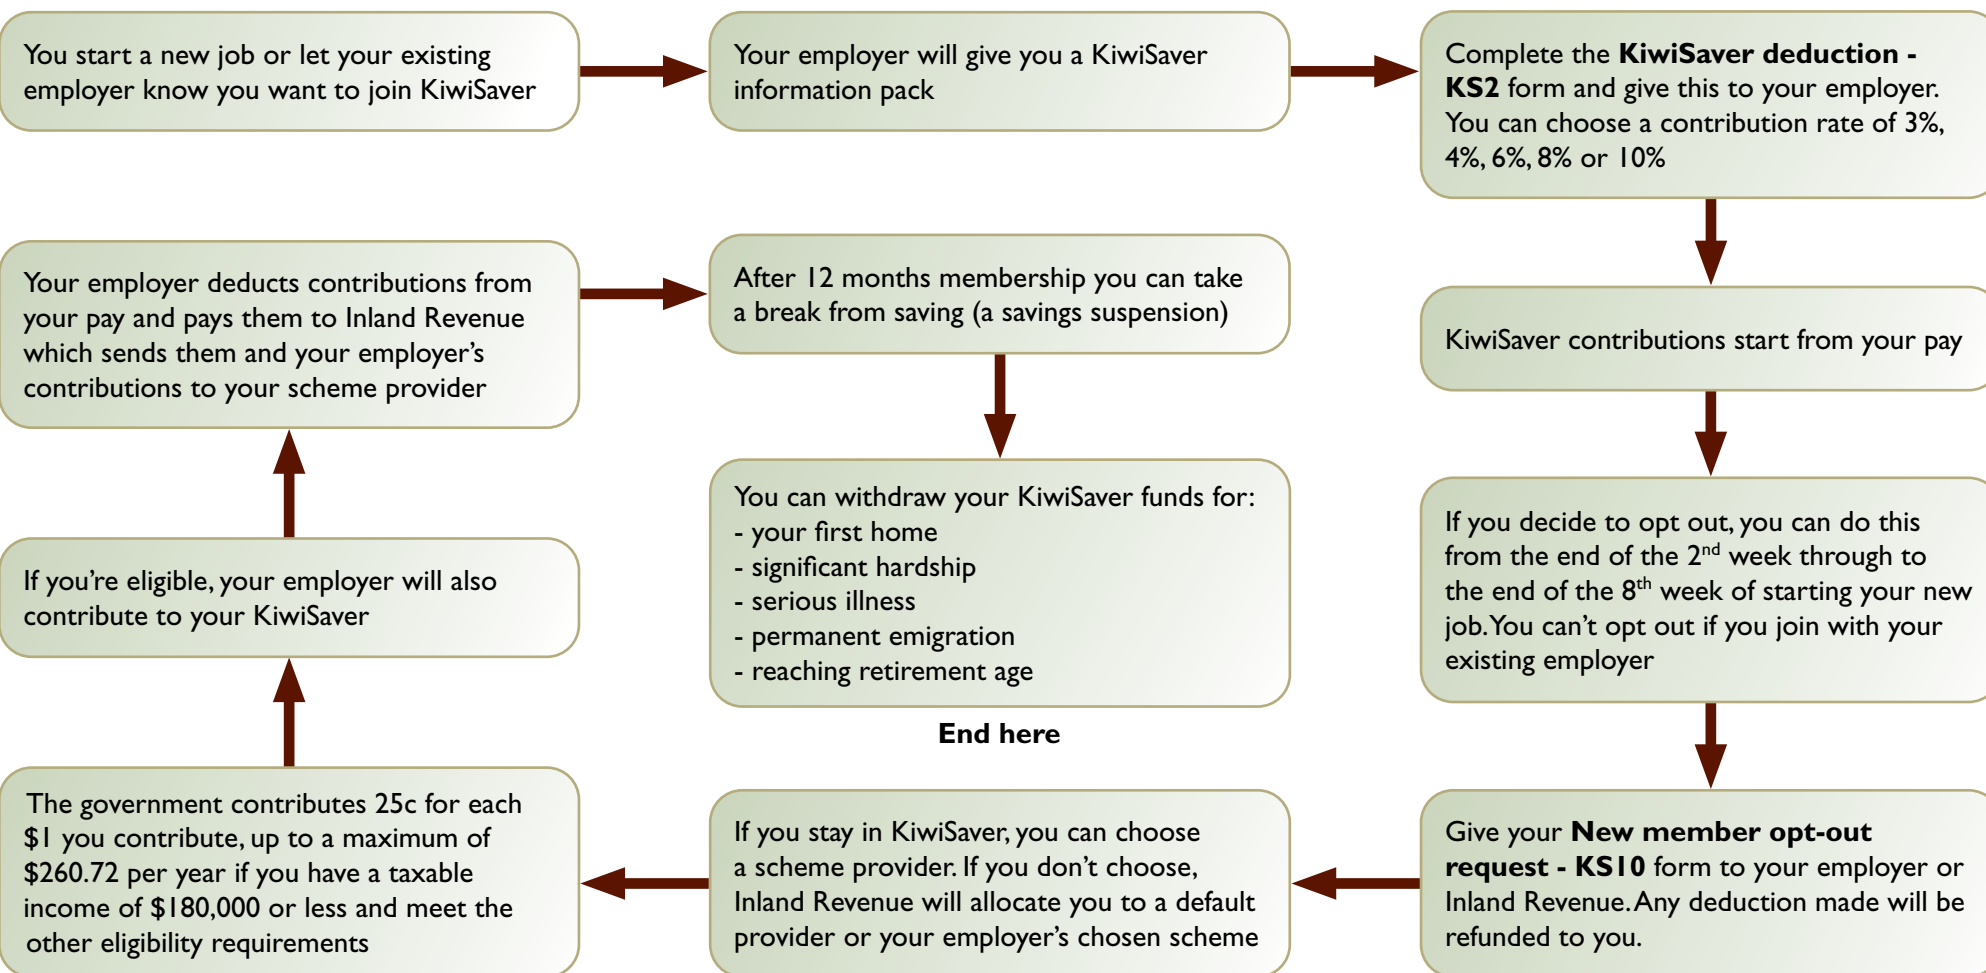 You start a new job or let your existing
employer know you want to join KiwiSaver
Your employer will give you a KiwiSaver
information pack
Complete the KiwiSaver deduction -
KS2 form and give this to your employer.
You can choose a contribution rate of 3%,
4%, 6%, 8% or 10%
KiwiSaver contributions start from your pay
If you decide to opt out, you can do this
from the end of the 2nd week through to
the end of the 8th week of starting your new
job. You can't opt out if you join with your
existing employer
Give your New member opt-out
request - KS10 form to your employer or
Inland Revenue. Any deduction made will be
refunded to you.
If you stay in KiwiSaver, you can choose
a scheme provider. If you don't choose,
Inland Revenue will allocate you to a default
provider or your employer's chosen scheme
The government contributes 25c for each
$1 you contribute, up to a maximum of
$260.72 per year if you have a taxable
income of $180,000 or less and meet the
other eligibility requirements
If you're eligible, your employer will also
contribute to your KiwiSaver
Your employer deducts contributions from
your pay and pays them to Inland Revenue
which sends them and your employer's
contributions to your scheme provider
After 12 months membership you can take
a break from saving (a savings suspension)
You can withdraw your KiwiSaver funds for:
- your first home
- significant hardship
- serious illness
- permanent emigration
- reaching retirement age
End here